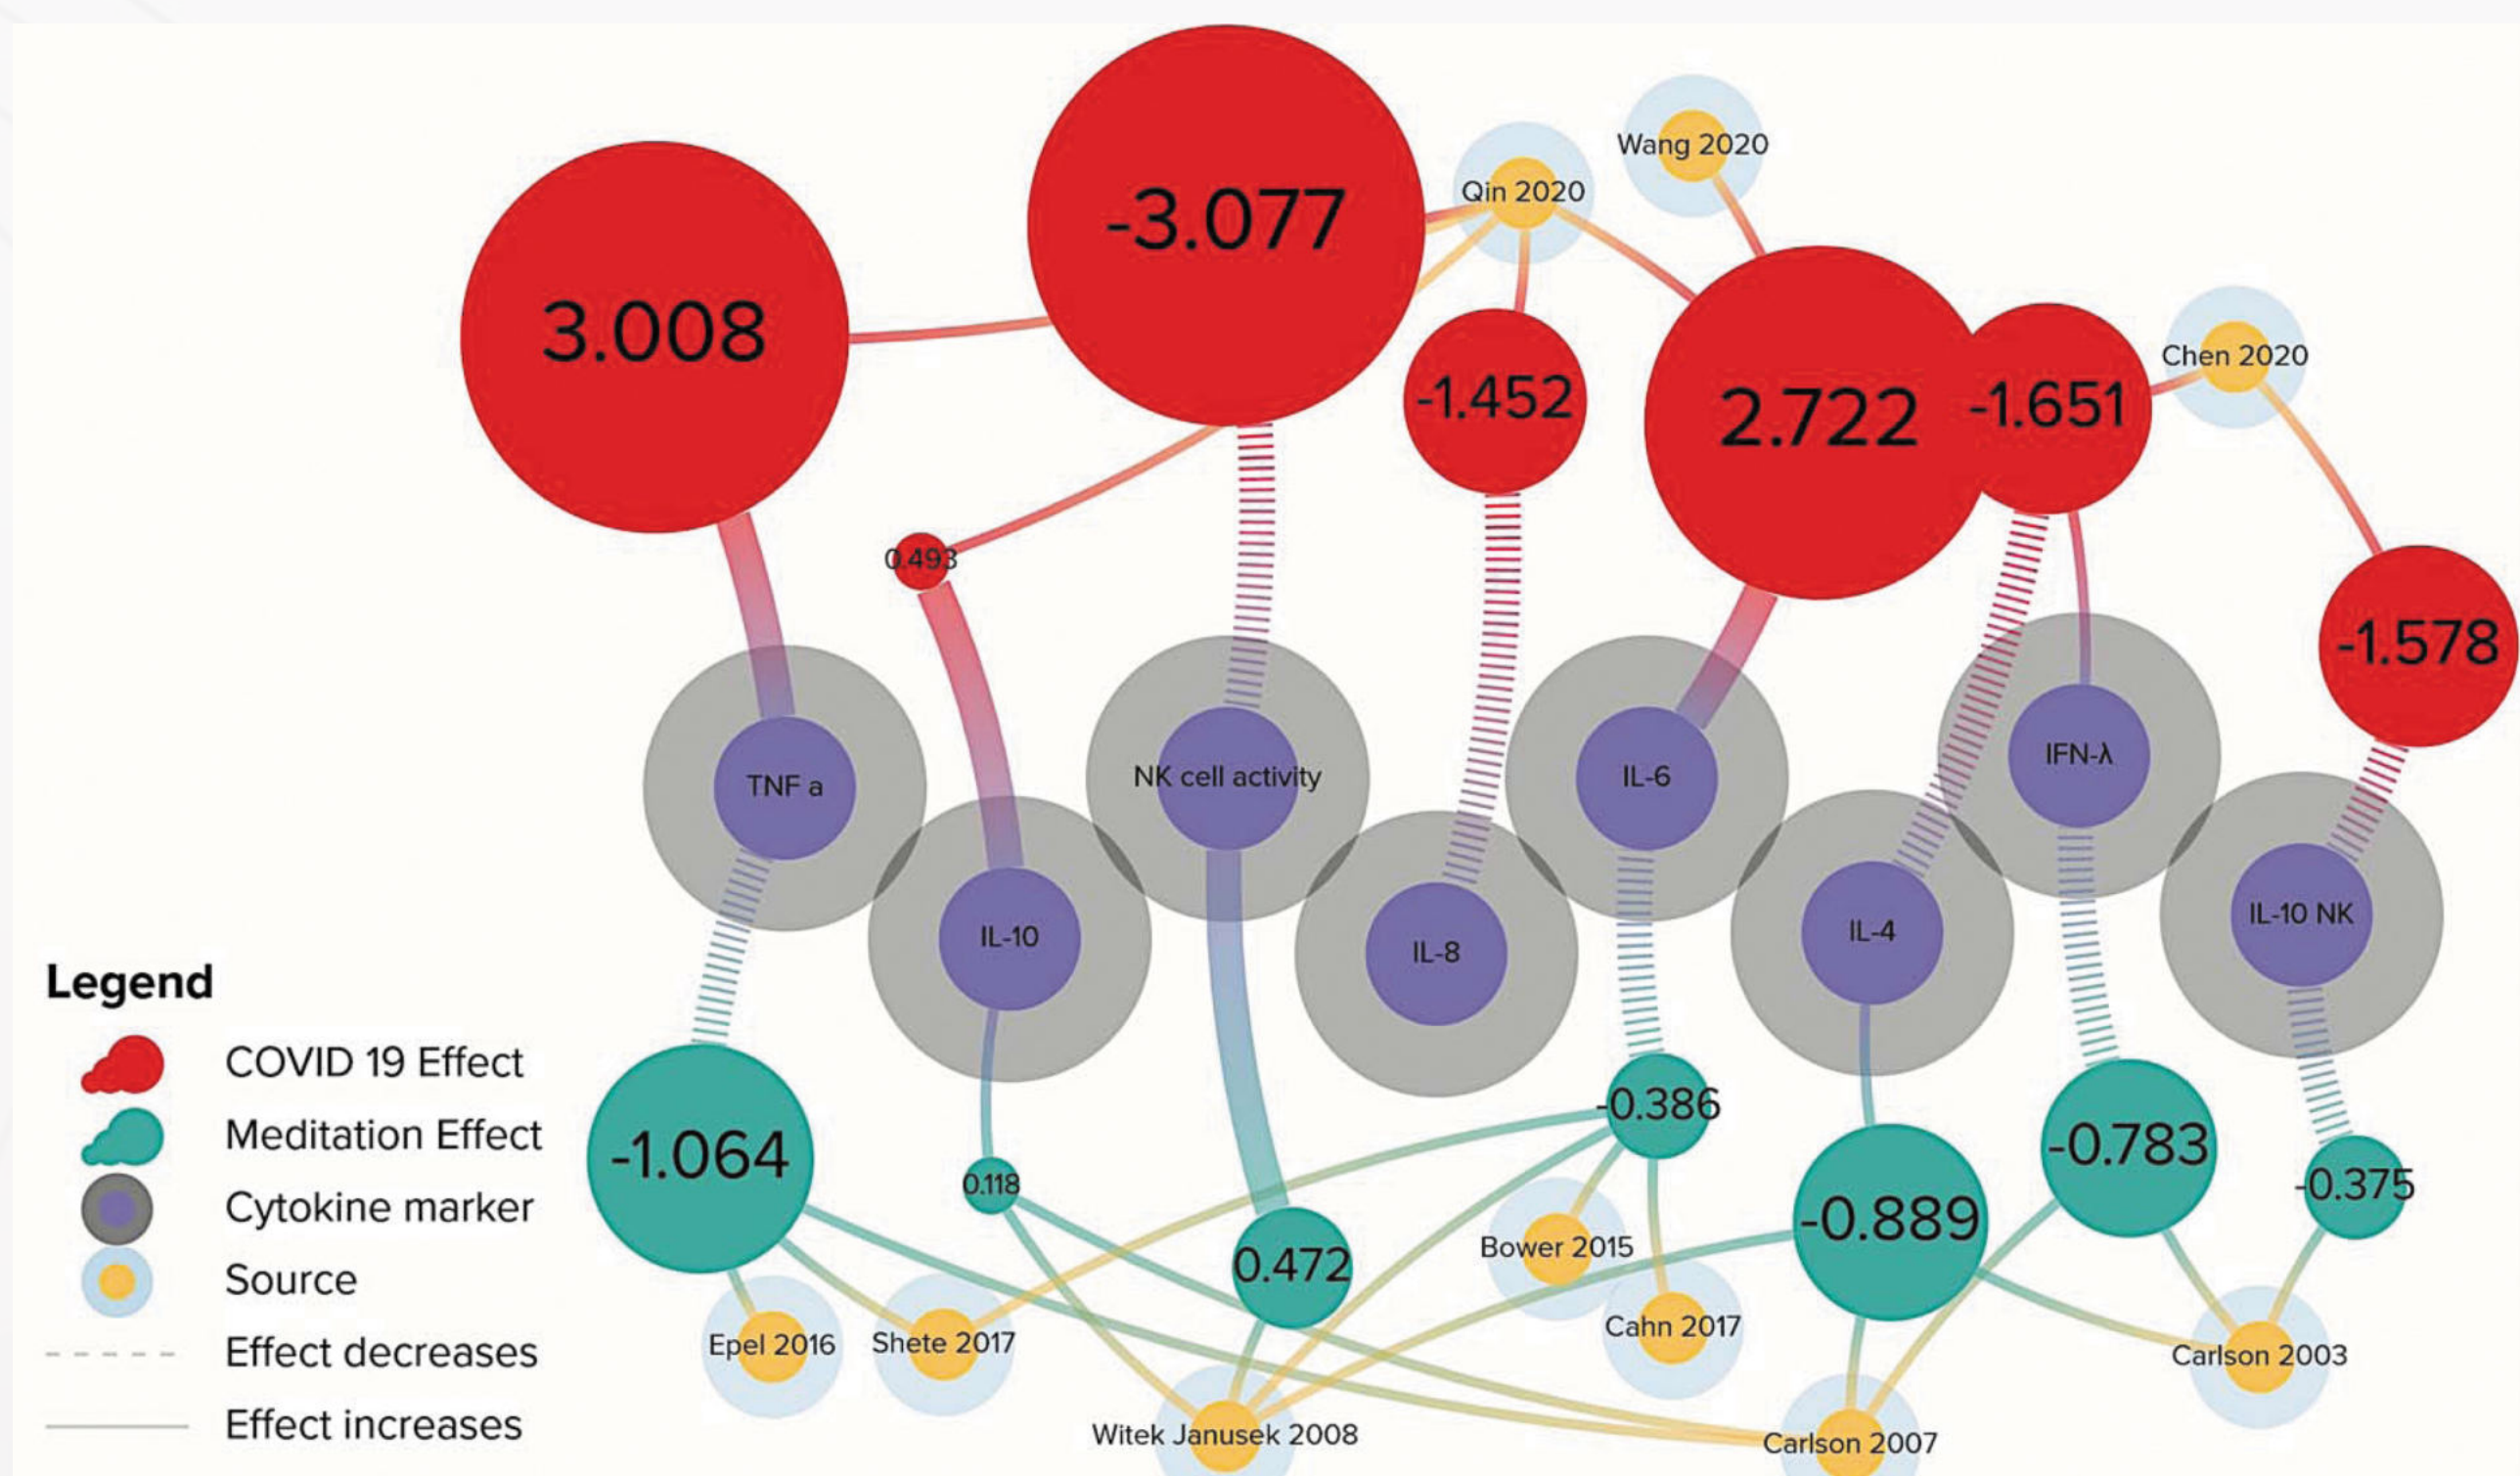 Wang 2020
Qin 2020
-3.077
3.008
Chen 2020
-1.452
2.722
-1.651
0.493
-1.578
TNF a
NK cell activity
IL-6
IFN-λ
IL-10
IL-8
IL-4
IL-10 NK
Legend
COVID 19 Effect
Meditation Effect
Cytokine marker
Source
Effect decreases
Effect increases
-1.064
0.118
0.472
-0.386
-0.889
-0.783
-0.375
Bower 2015
Cahn 2017
Epel 2016
Shete 2017
Carlson 2003
Witek Janusek 2008
Carlson 2007